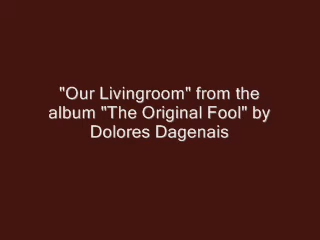 "Our Livingroom" from the
album "The Original Fool" by
Dolores Dagenais